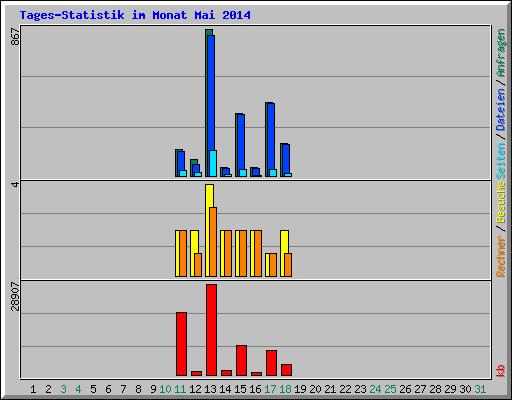 Tages-Statistik im Monat Mai 2014
867
4
28907
Rechner / Besuche Seiten / Dateien / Anfragen
kb
1 2 3 4 5 6 7 8 9 10 11 12 13 14 15 16 17 18 19 20 21 22 23 24 25 26 27 28 29 30 31